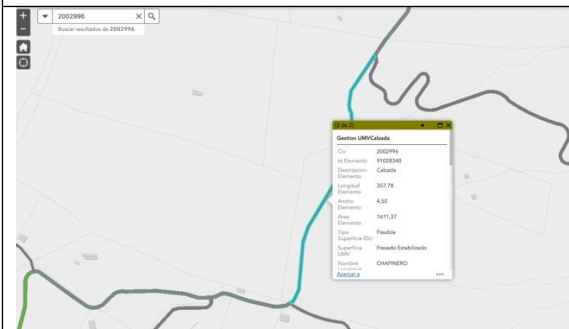 2002996
Buscar resultados de 2002996
(2 de 2)
Gestion UMVCalzada
Civ 2002996
Id Elemento 91028340
Descripcion Elemento Calzada
Longitud Elemento 357,78
Ancho Elemento 4,50
Area Elemento 1611,37
Tipo Superficie IDU Flexible
Superficie UMV Fresado Estabilizado
Nombre Localidad CHAPINERO
Acercar a